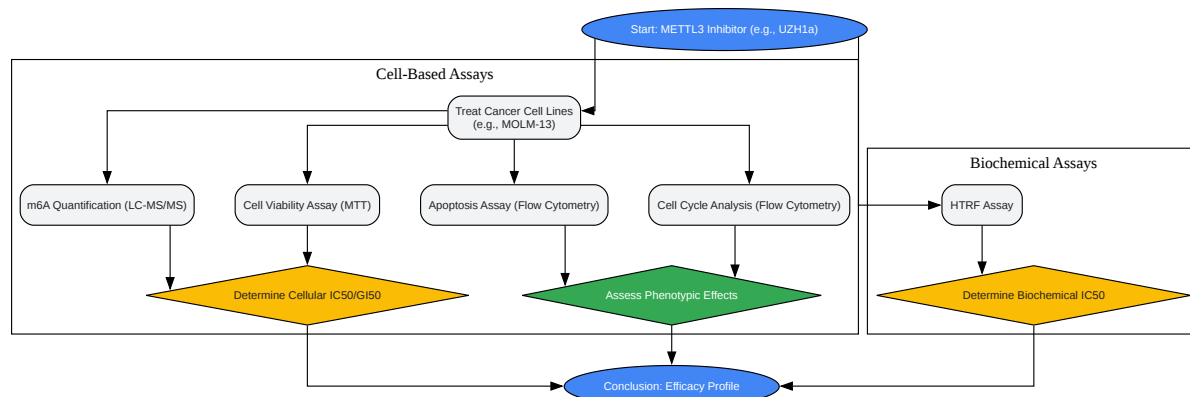 Start: METTL3 Inhibitor (e.g., UZH1a)
Cell-Based Assays
Treat Cancer Cell Lines
(e.g., MOLM-13)
Biochemical Assays
m6A Quantification (LC-MS/MS)
Cell Viability Assay (MTT)
Apoptosis Assay (Flow Cytometry)
Cell Cycle Analysis (Flow Cytometry)
HTRF Assay
Determine Cellular IC50/GI50
Assess Phenotypic Effects
Determine Biochemical IC50
Conclusion: Efficacy Profile